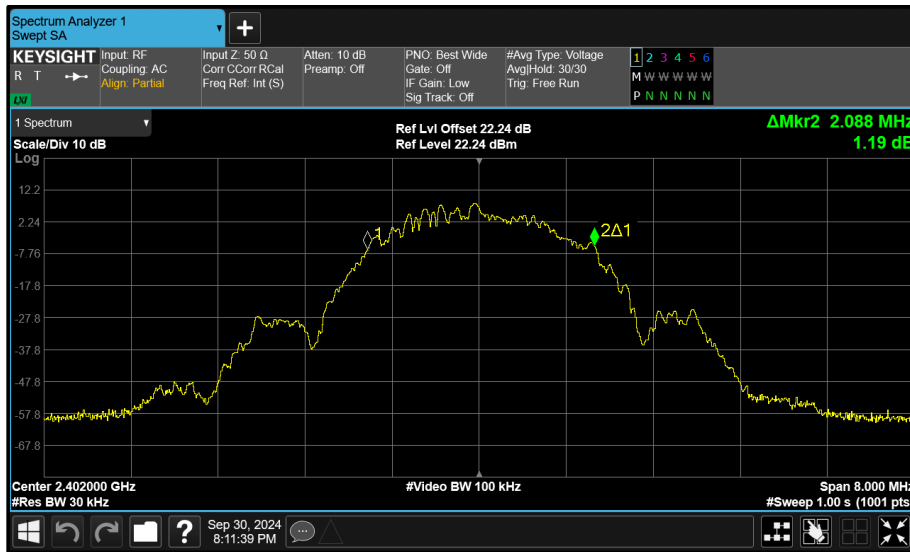 Spectrum Analyzer 1
Swept SA
KEYSIGHT
R T
LXI
Input: RF
Coupling: AC
Align: Partial
Input Z: 50 Ω
Corr CCorr RCal
Freq Ref: Int (S)
Atten: 10 dB
Preamp: Off
PNO: Best Wide
Gate: Off
IF Gain: Low
Sig Track: Off
#Avg Type: Voltage
Avg|Hold: 30/30
Trig: Free Run
1 2 3 4 5 6
M W W W W W
P N N N N N
1 Spectrum
Scale/Div 10 dB
Log
Ref Lvl Offset 22.24 dB
Ref Level 22.24 dBm
ΔMkr2 2.088 MHz
1.19 dB
12.2
2.24
-7.76
-17.8
-27.8
-37.8
-47.8
-57.8
-67.8
1
2Δ1
Center 2.402000 GHz
#Res BW 30 kHz
#Video BW 100 kHz
Span 8.000 MHz
#Sweep 1.00 s (1001 pts
?
Sep 30, 2024
8:11:39 PM